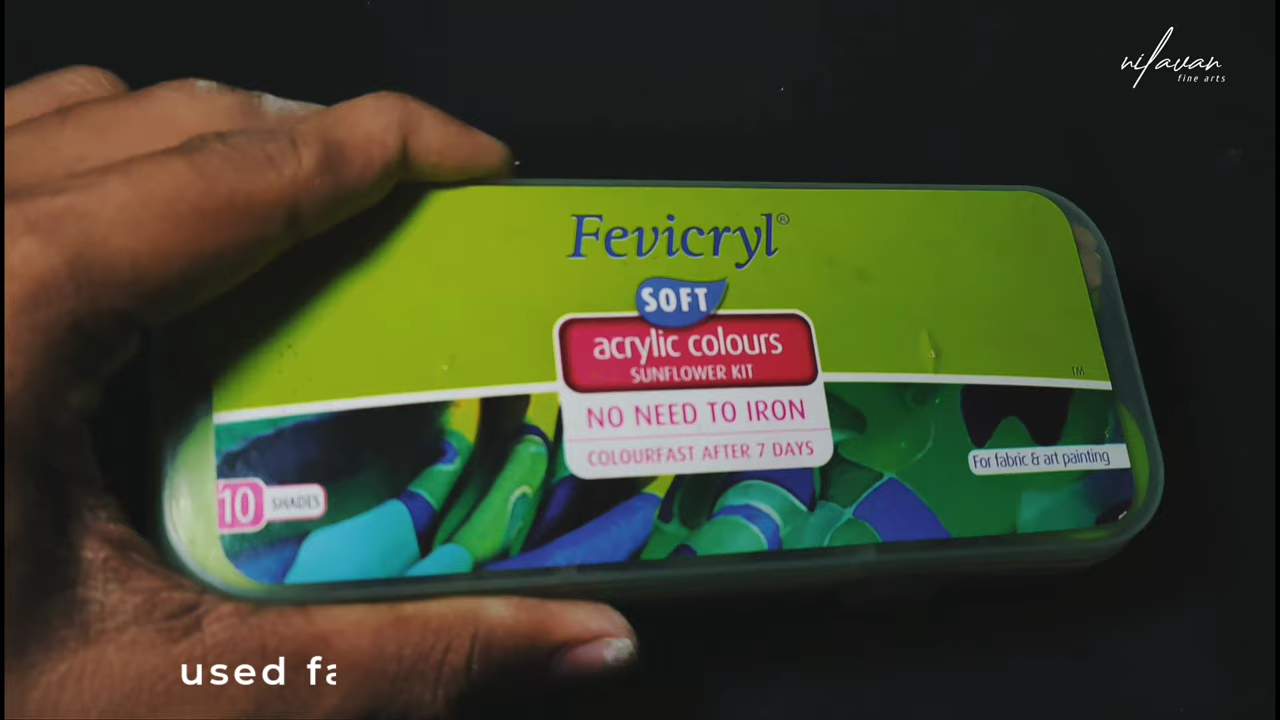 nilavan
fine arts
Fevicryl®
SOFT
acrylic colours
SUNFLOWER KIT
TM
NO NEED TO IRON
COLOURFAST AFTER 7 DAYS
For fabric & art painting
10 SHADES
used fa